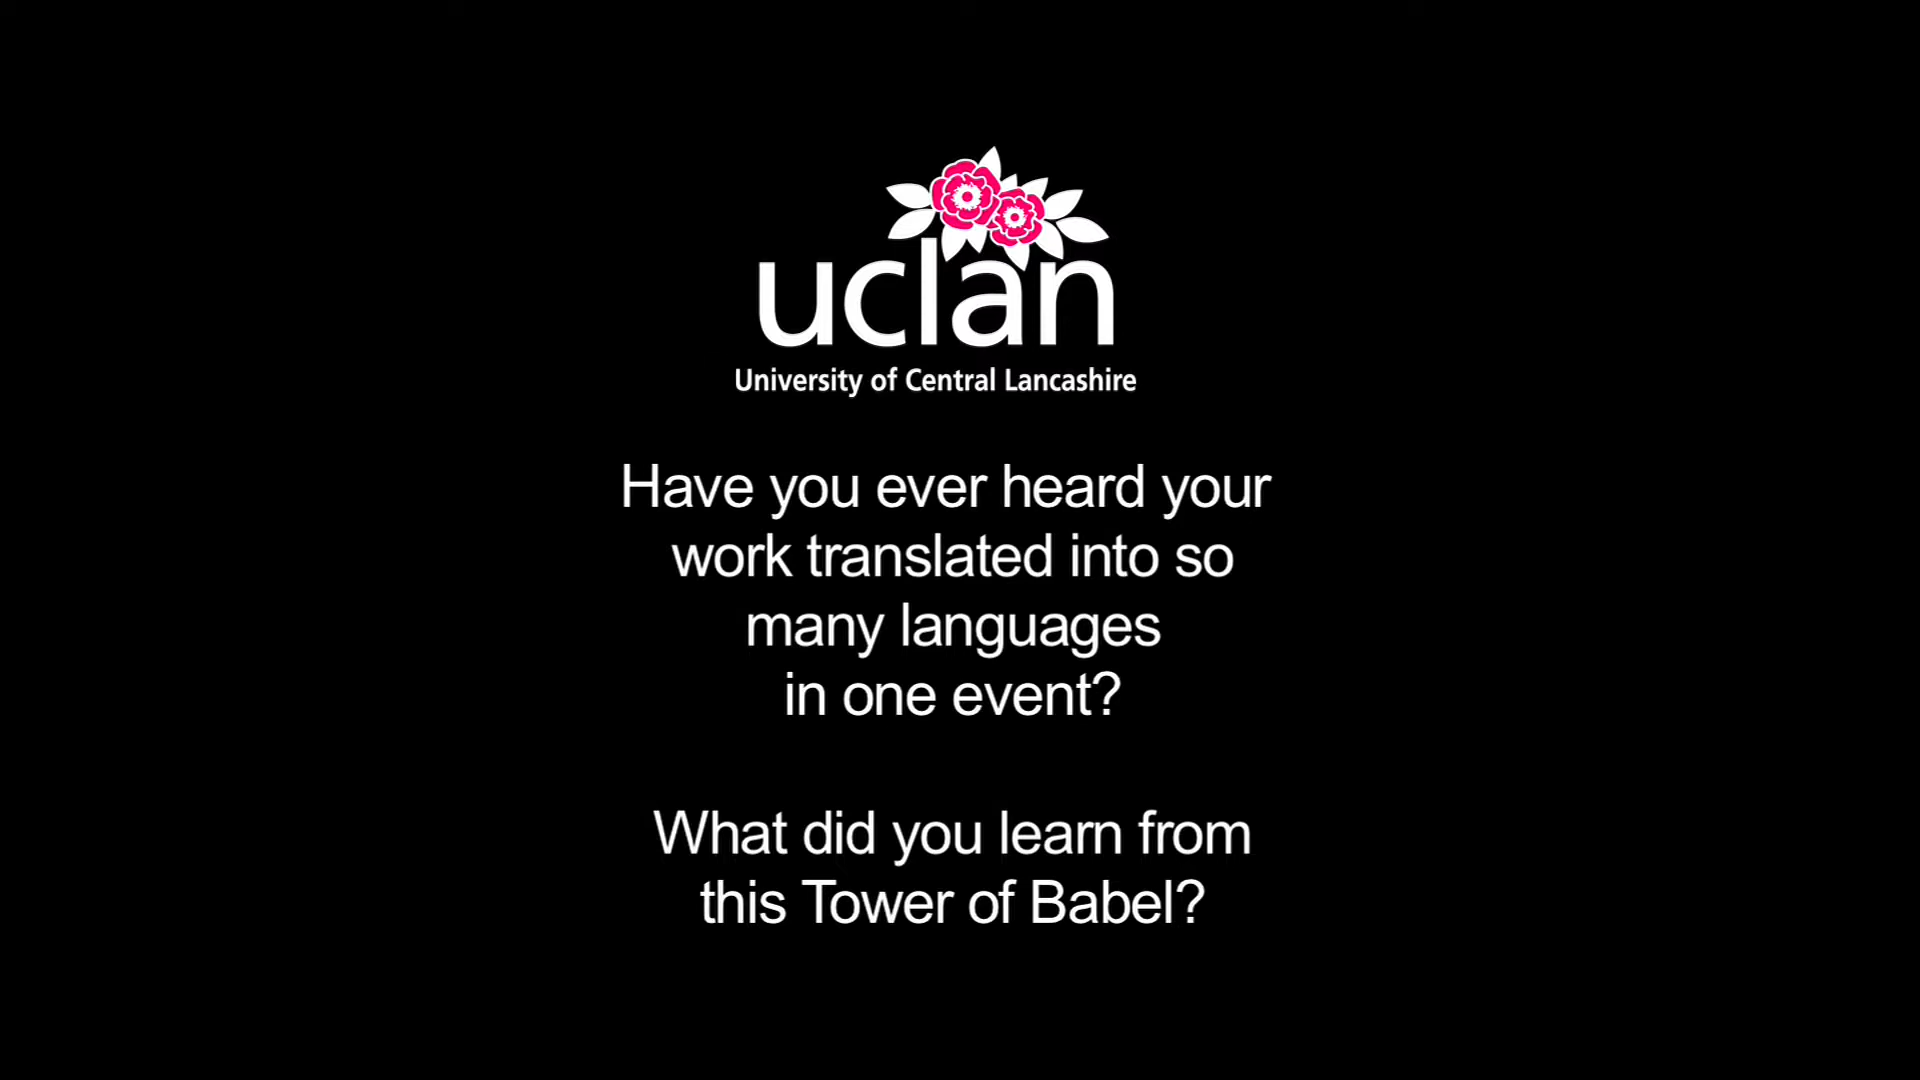 uclan
University of Central Lancashire
Have you ever heard your
work translated into so
many languages
in one event?
What did you learn from
this Tower of Babel?